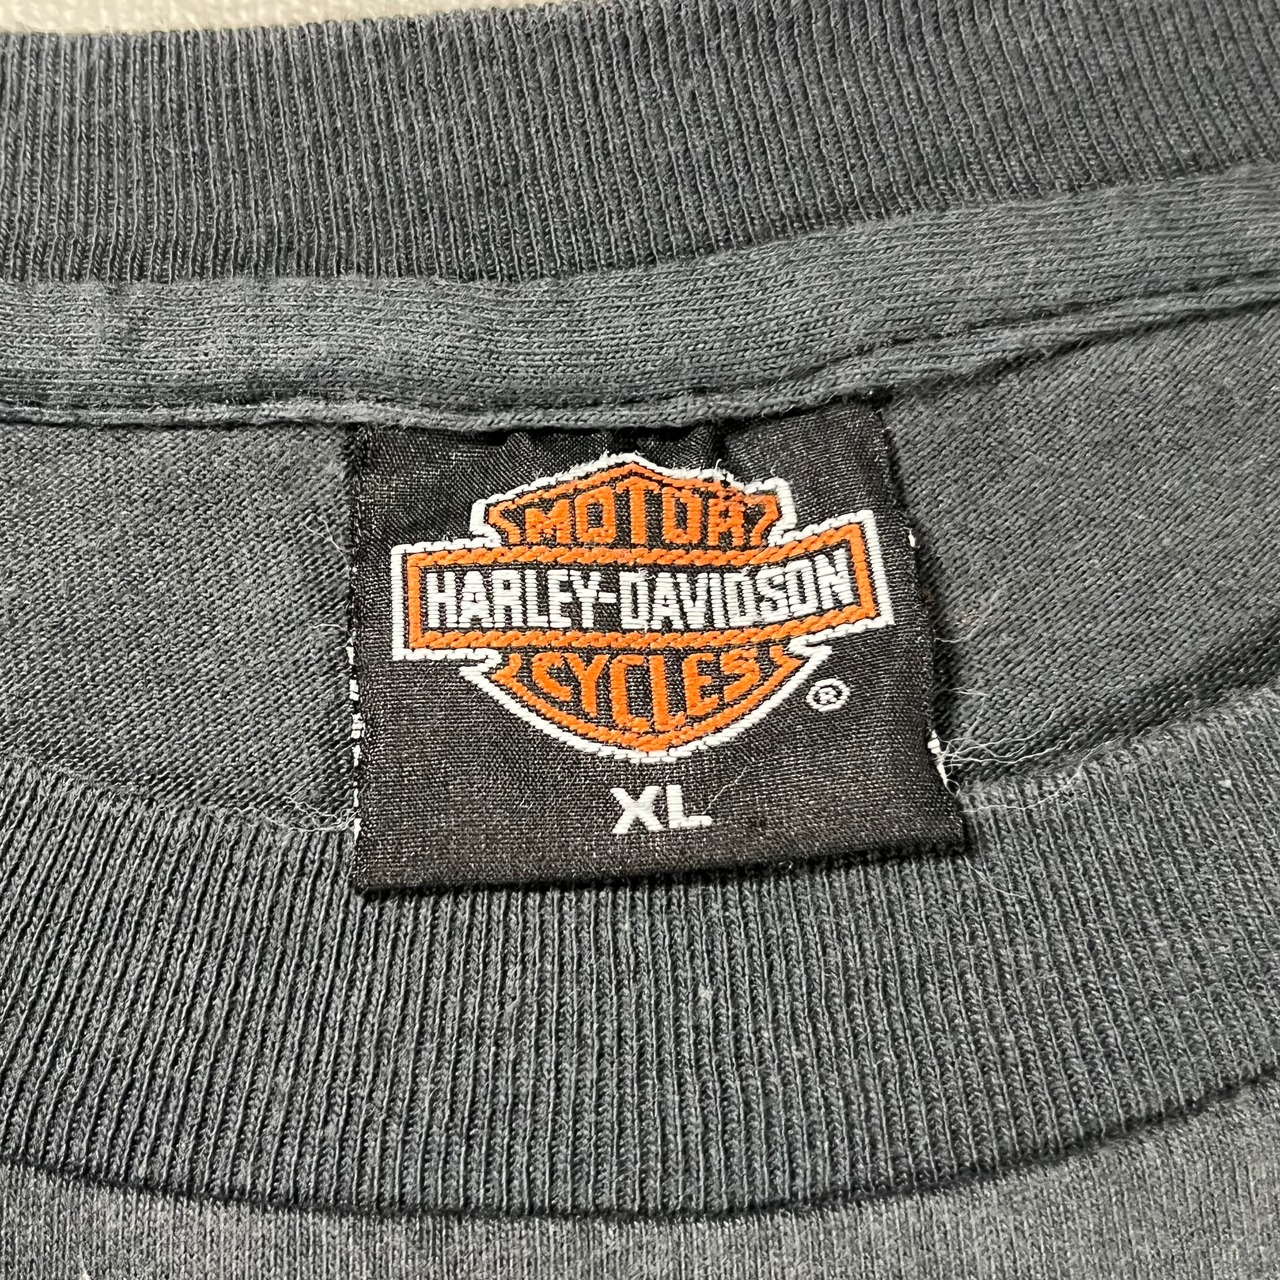 MOTOR
HARLEY-DAVIDSON
CYCLES
®
XL